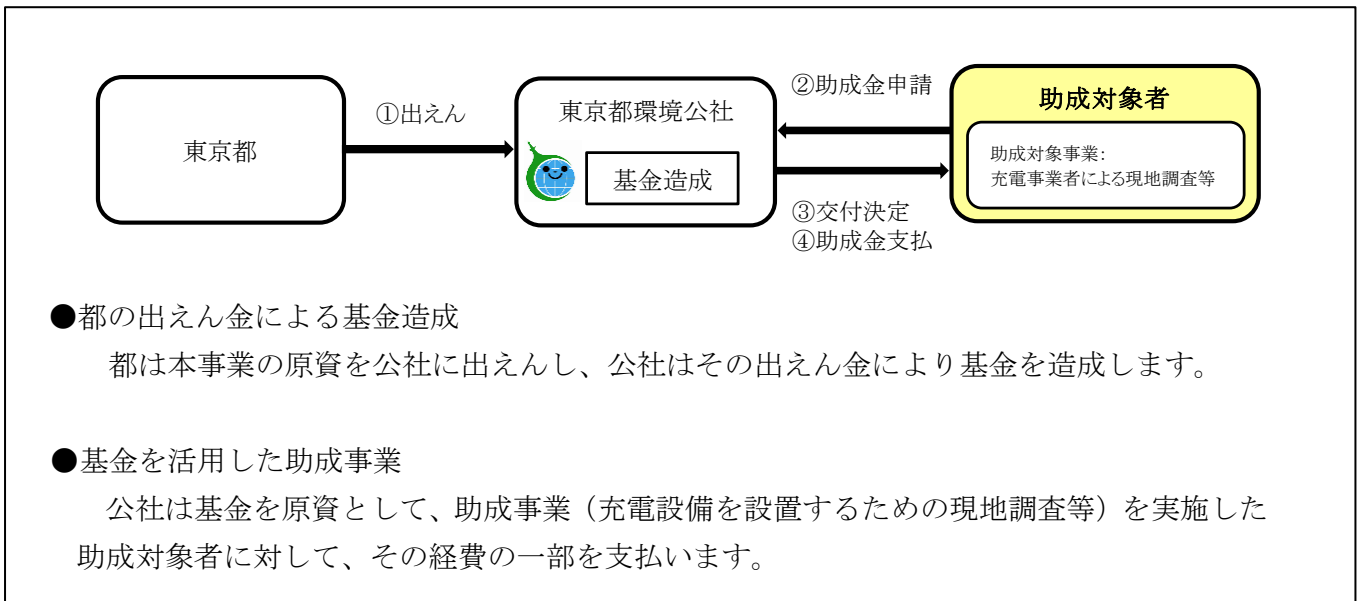 東京都
①出えん
東京都環境公社
基金造成
②助成金申請
③交付決定
④助成金支払
助成対象者
助成対象事業：
充電事業者による現地調査等
●都の出えん金による基金造成
都は本事業の原資を公社に出えんし、公社はその出えん金により基金を造成します。
●基金を活用した助成事業
公社は基金を原資として、助成事業（充電設備を設置するための現地調査等）を実施した
助成対象者に対して、その経費の一部を支払います。